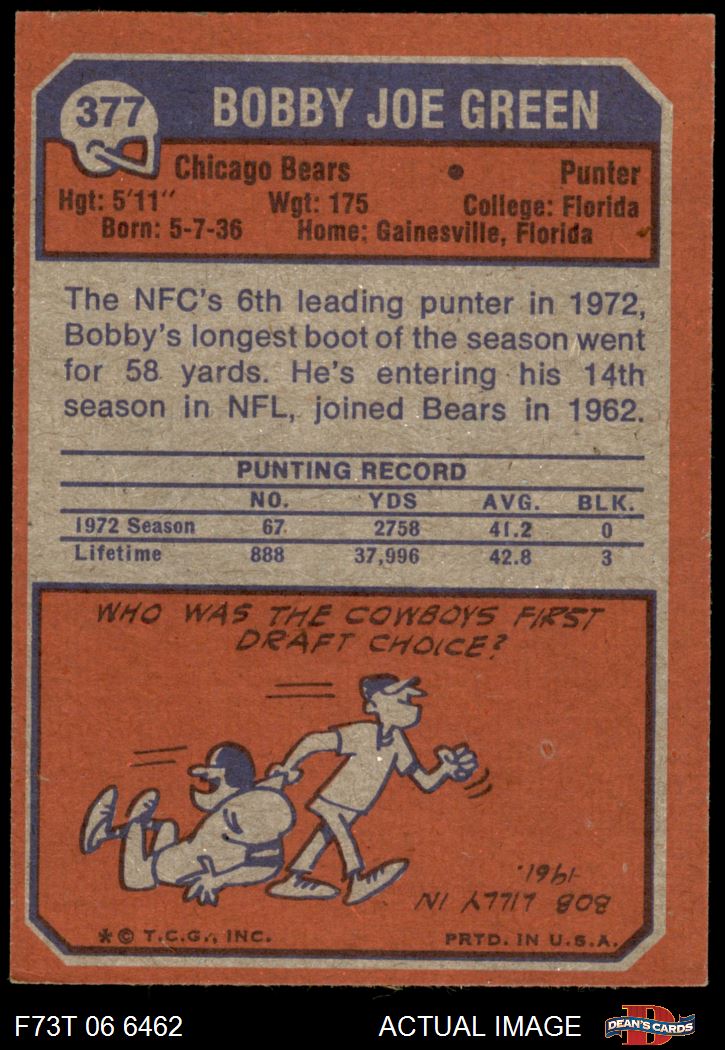 377
BOBBY JOE GREEN
Chicago Bears • Punter
Hgt: 5'11" Wgt: 175 College: Florida
Born: 5-7-36 Home: Gainesville, Florida
The NFC's 6th leading punter in 1972,
Bobby's longest boot of the season went
for 58 yards. He's entering his 14th
season in NFL, joined Bears in 1962.
PUNTING RECORD
NO. YDS AVG. BLK.
1972 Season 67 2758 41.2 0
Lifetime 888 37,996 42.8 3
WHO WAS THE COWBOYS FIRST
DRAFT CHOICE?
BOB LILLY IN
1961.
* © T.C.G., INC. PRTD. IN U.S.A.
F73T 06 6462 ACTUAL IMAGE
D
DEAN'S CARDS